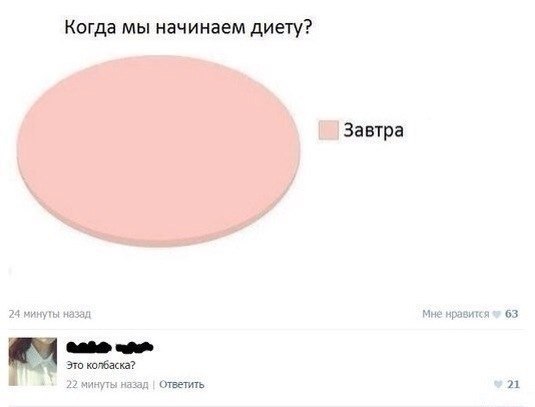 Когда мы начинаем диету?
Завтра
24 минуты назад
Мне нравится 63
Это колбаска?
22 минуты назад | Ответить
21